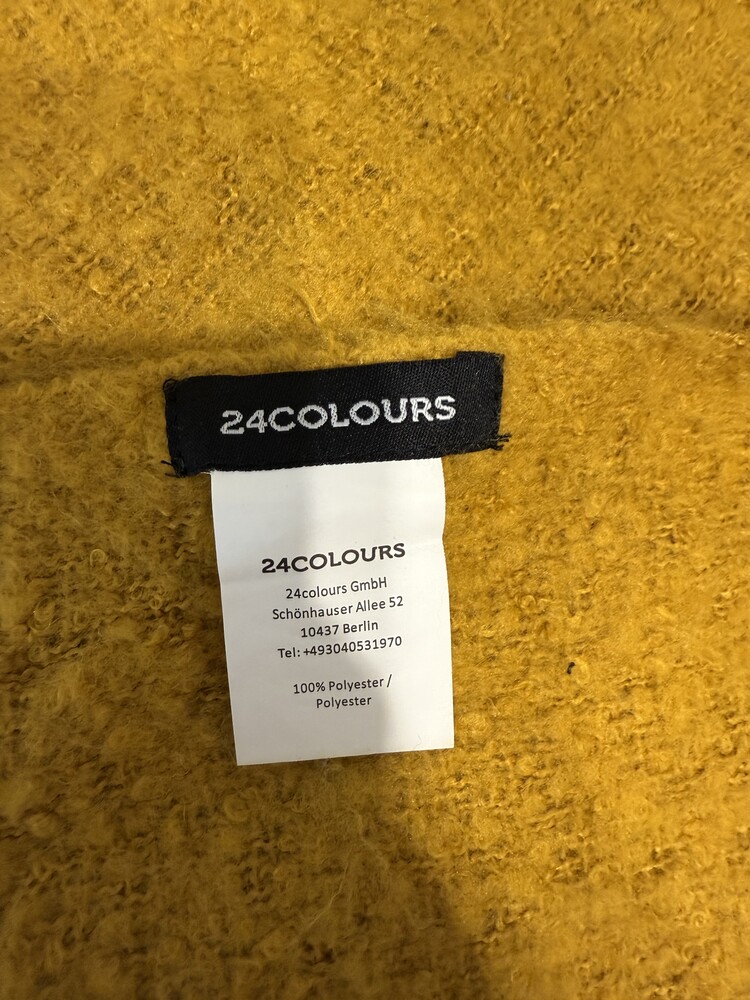 24COLOURS
24COLOURS
24colours GmbH
Schönhauser Allee 52
10437 Berlin
Tel: +493040531970
100% Polyester /
Polyester